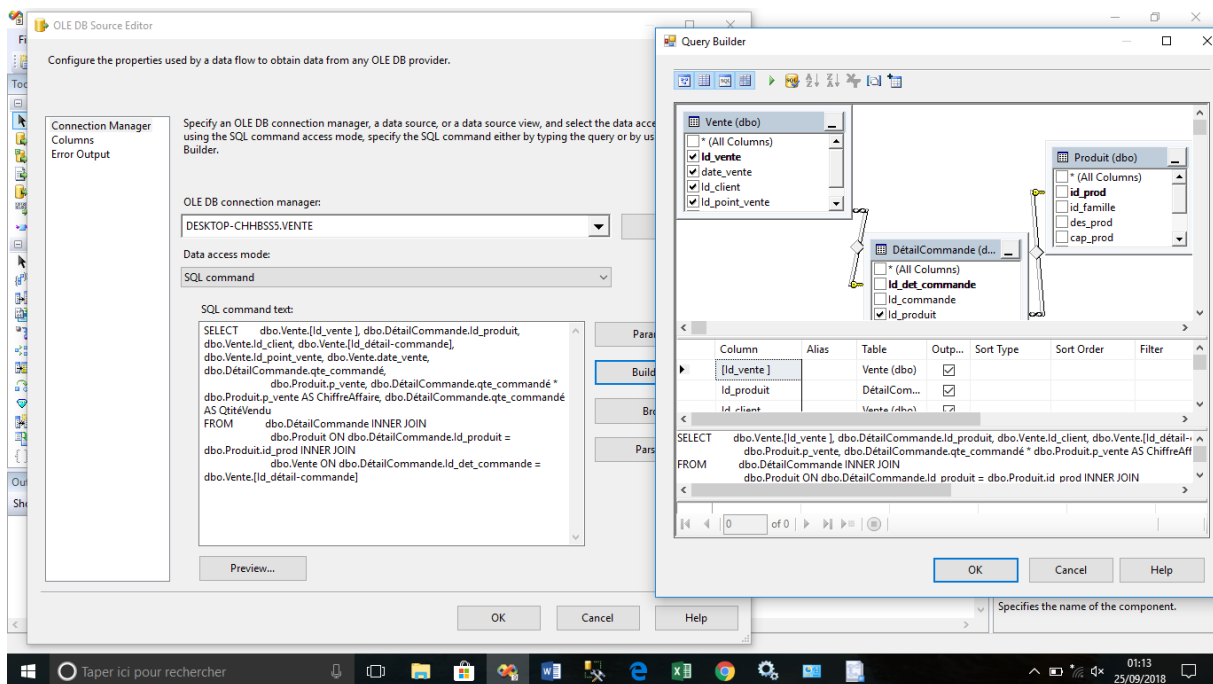 OLE DB Source Editor
Fi
Configure the properties used by a data flow to obtain data from any OLE DB provider.
Too
Connection Manager
Columns
Error Output
Specify an OLE DB connection manager, a data source, or a data source view, and select the data acce
using the SQL command access mode, specify the SQL command either by typing the query or by us
Builder.
OLE DB connection manager:
DESKTOP-CHHBSS5.VENTE
Data access mode:
SQL command
SQL command text:
SELECT dbo.Vente.[Id_vente ], dbo.DétailCommande.Id_produit,
dbo.Vente.Id_client, dbo.Vente.[Id_détail-commande],
dbo.Vente.Id_point_vente, dbo.Vente.date_vente,
dbo.DétailCommande.qte_commandé,
dbo.Produit.p_vente, dbo.DétailCommande.qte_commandé *
dbo.Produit.p_vente AS ChiffreAffaire, dbo.DétailCommande.qte_commandé
AS QtitéVendu
FROM dbo.DétailCommande INNER JOIN
dbo.Produit ON dbo.DétailCommande.Id_produit =
dbo.Produit.id_prod INNER JOIN
dbo.Vente ON dbo.DétailCommande.Id_det_commande =
dbo.Vente.[Id_détail-commande]
Para
Build
Bro
Pars
Ou
Sho
Preview...
OK
Cancel
Help
Query Builder
Vente (dbo)
* (All Columns)
Id_vente
date_vente
Id_client
Id_point_vente
Produit (dbo)
* (All Columns)
id_prod
id_famille
des_prod
cap_prod
DétailCommande (d...
* (All Columns)
Id_det_commande
Id_commande
Id_produit
Column Alias Table Outp... Sort Type Sort Order Filter
[Id_vente ] Vente (dbo)
Id_produit DétailCom...
Id_client Vente (dbo)
SELECT dbo.Vente.[Id_vente ], dbo.DétailCommande.Id_produit, dbo.Vente.Id_client, dbo.Vente.[Id_détail-
dbo.Produit.p_vente, dbo.DétailCommande.qte_commandé * dbo.Produit.p_vente AS ChiffreAff
FROM dbo.DétailCommande INNER JOIN
dbo.Produit ON dbo.DétailCommande.Id_produit = dbo.Produit.id_prod INNER JOIN
0 of 0
OK
Cancel
Help
Specifies the name of the component.
Taper ici pour rechercher
01:13
25/09/2018